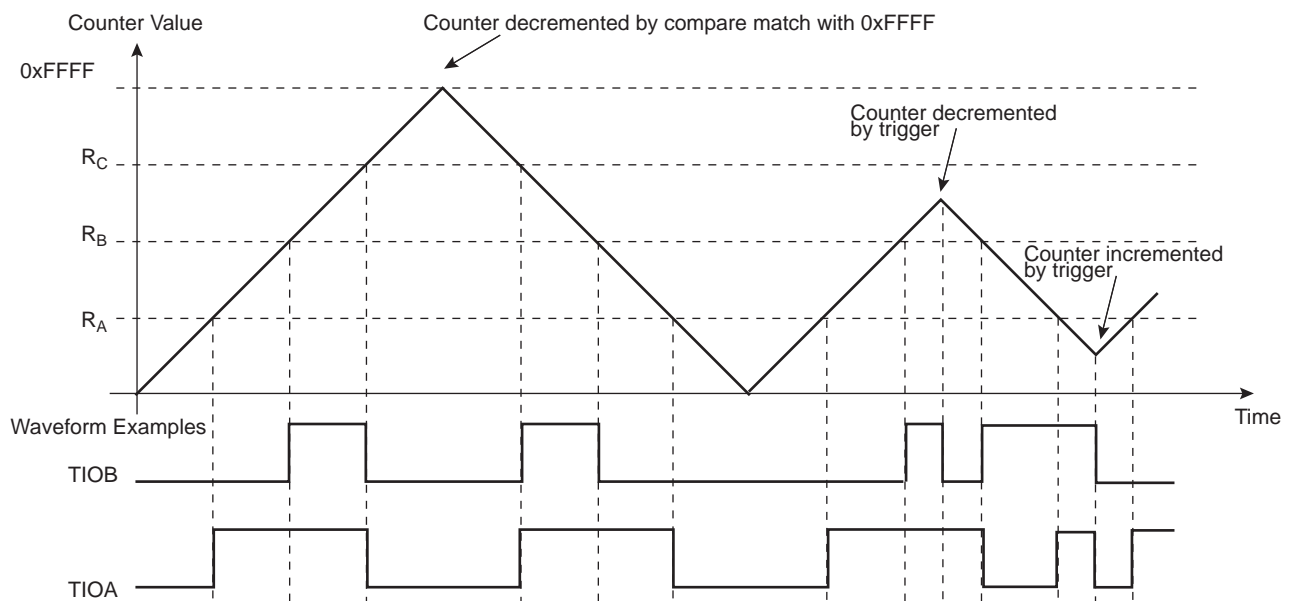 Counter Value
Counter decremented by compare match with 0xFFFF
0xFFFF
Counter decremented
by trigger
RC
RB
Counter incremented
by trigger
RA
Time
Waveform Examples
TIOB
TIOA